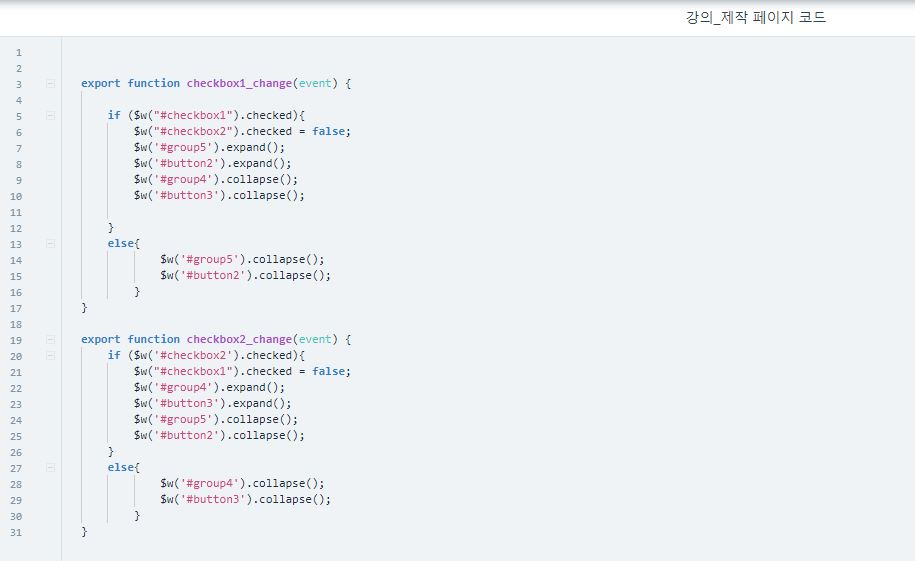 강의_제작 페이지 코드
1
2
3 export function checkbox1_change(event) {
4
5 if ($w("#checkbox1").checked){
6 $w("#checkbox2").checked = false;
7 $w('#group5').expand();
8 $w('#button2').expand();
9 $w('#group4').collapse();
10 $w('#button3').collapse();
11
12 }
13 else{
14 $w('#group5').collapse();
15 $w('#button2').collapse();
16 }
17 }
18
19 export function checkbox2_change(event) {
20 if ($w('#checkbox2').checked){
21 $w("#checkbox1").checked = false;
22 $w('#group4').expand();
23 $w('#button3').expand();
24 $w('#group5').collapse();
25 $w('#button2').collapse();
26 }
27 else{
28 $w('#group4').collapse();
29 $w('#button3').collapse();
30 }
31 }